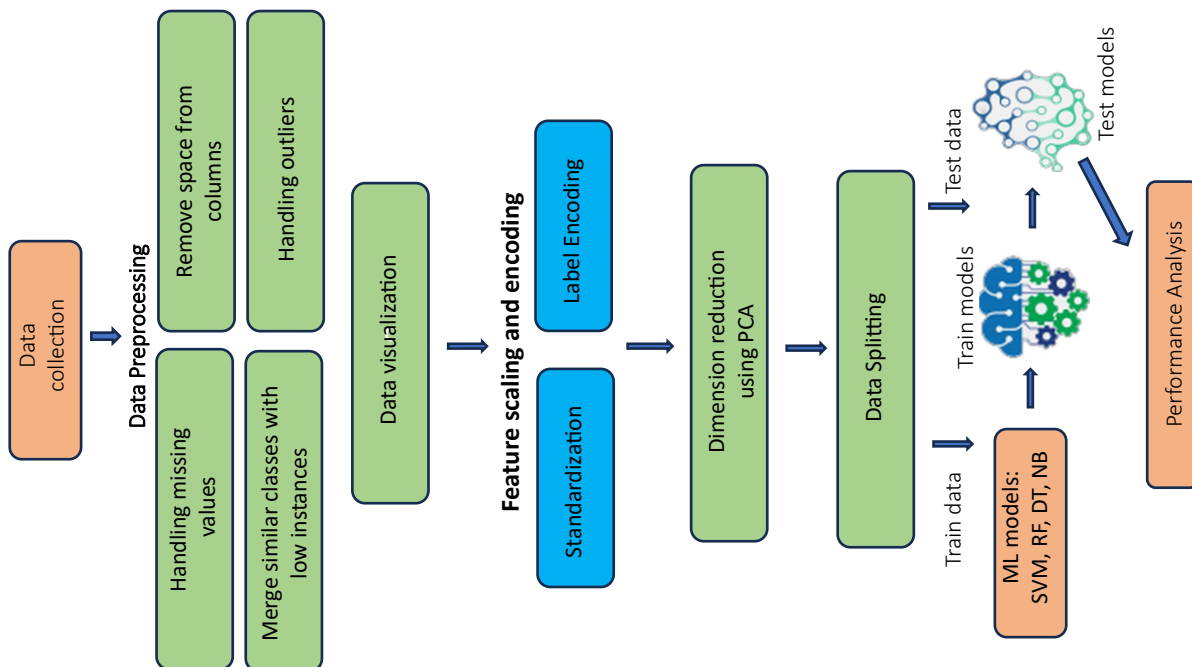 Data
collection
Data Preprocessing
Handling missing
values
Remove space from
columns
Merge similar classes with
low instances
Handling outliers
Data visualization
Feature scaling and encoding
Standardization
Label Encoding
Dimension reduction
using PCA
Data Splitting
Train data
Test data
ML models:
SVM, RF, DT, NB
Train models
Test models
Performance Analysis